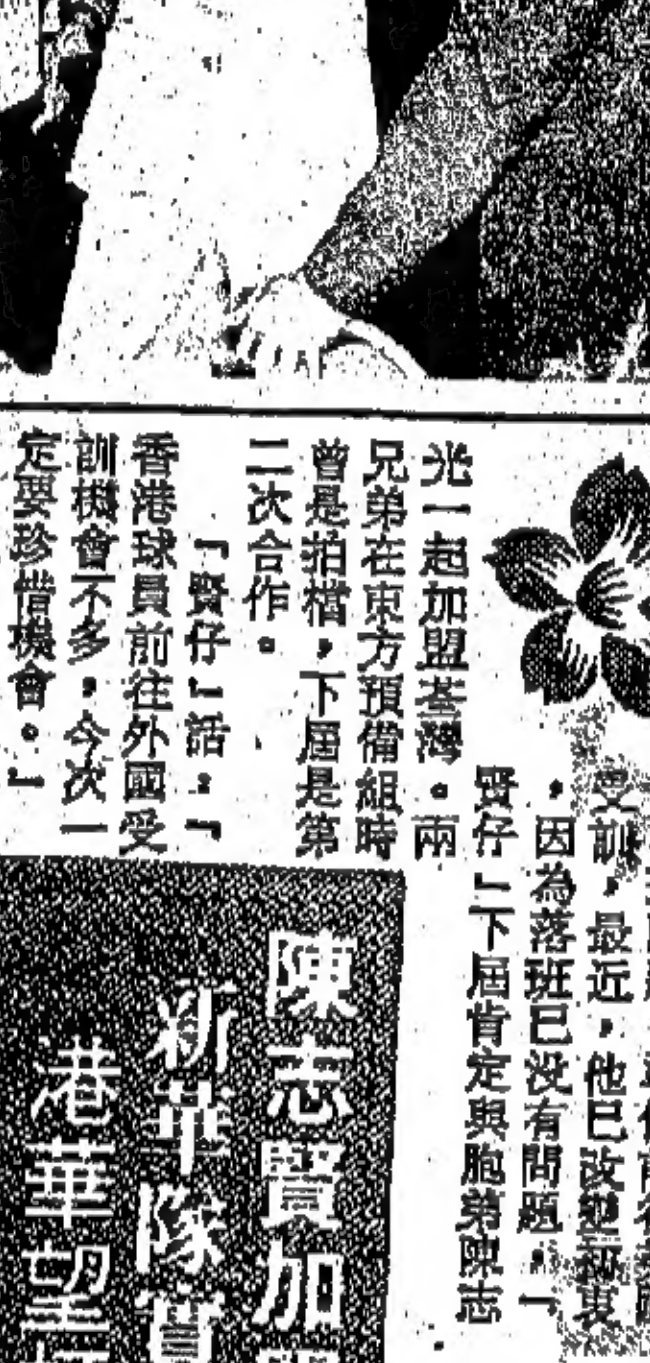 受訓，最近，他已改變初衷
，因為落班已没有問題。「
賢仔」下屆肯定與胞弟陳志
光一起加盟荃灣。兩
兄弟在東方預備組時
曾是拍檔，下屆是第
二次合作。
「賢仔」話：「
香港球員前往外國受
訓機會不多，今次一
定要珍惜機會。」
陳志賢加
新華隊
港華望